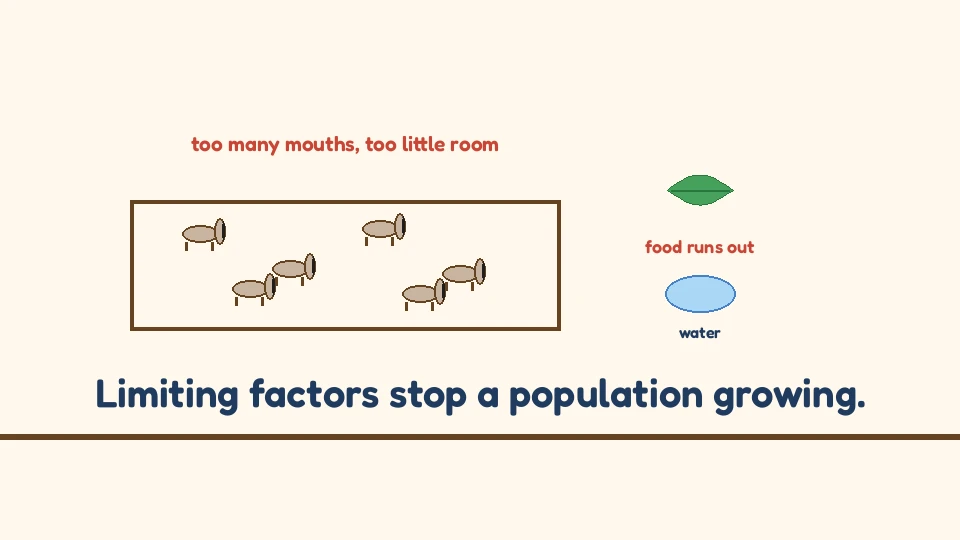 too many mouths, too little room
food runs out
water
Limiting factors stop a population growing.